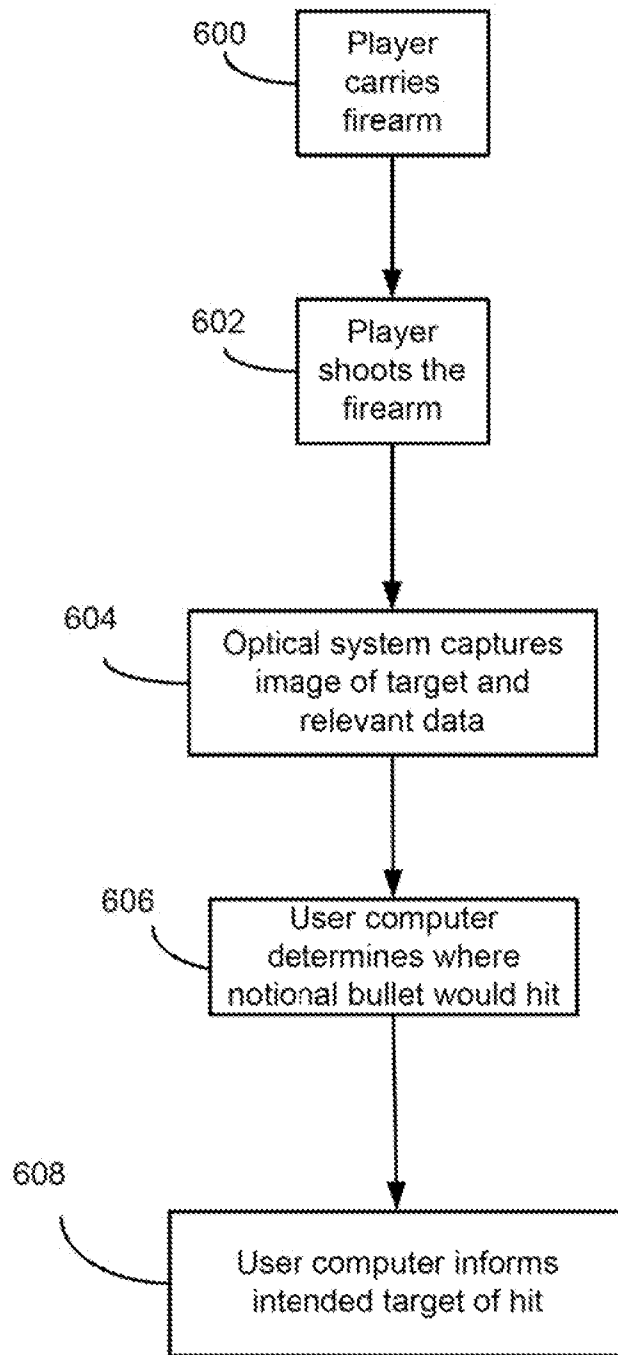 600
Player
carries
firearm
602
Player
shoots the
firearm
604
Optical system captures
image of target and
relevant data
606
User computer
determines where
notional bullet would hit
608
User computer informs
intended target of hit